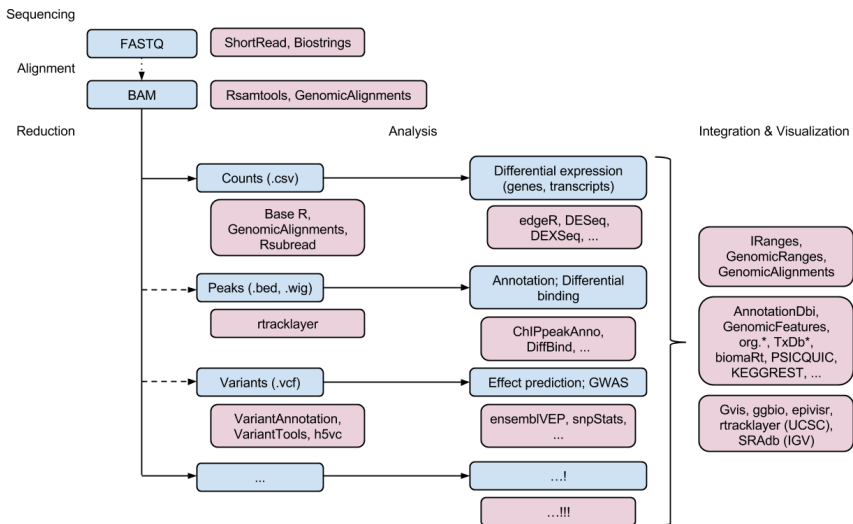 Sequencing
FASTQ
ShortRead, Biostrings
Alignment
BAM
Rsamtools, GenomicAlignments
Reduction
Analysis
Integration & Visualization
Counts (.csv)
Differential expression
(genes, transcripts)
Base R,
GenomicAlignments,
Rsubread
edgeR, DESeq,
DEXSeq, ...
Peaks (.bed, .wig)
Annotation; Differential
binding
rtracklayer
ChIPpeakAnno,
DiffBind, ...
Variants (.vcf)
Effect prediction; GWAS
VariantAnnotation,
VariantTools, h5vc
ensemblVEP, snpStats,
...
...
...!
...!!!
IRanges,
GenomicRanges,
GenomicAlignments
AnnotationDbi,
GenomicFeatures,
org.*, TxDb*,
biomaRt, PSICQUIC,
KEGGREST, ...
Gvis, ggbio, epivisr,
rtracklayer (UCSC),
SRAdb (IGV)